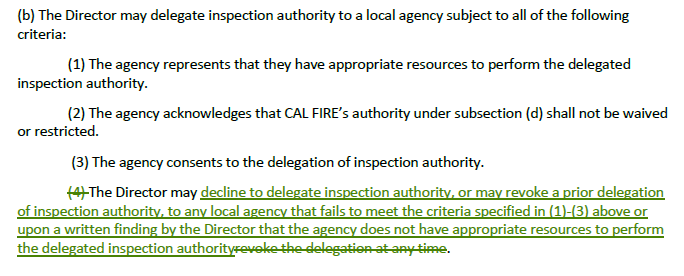 (b) The Director may delegate inspection authority to a local agency subject to all of the following
criteria:
(1) The agency represents that they have appropriate resources to perform the delegated
inspection authority.
(2) The agency acknowledges that CAL FIRE's authority under subsection (d) shall not be waived
or restricted.
(3) The agency consents to the delegation of inspection authority.
(4) The Director may decline to delegate inspection authority, or may revoke a prior delegation
of inspection authority, to any local agency that fails to meet the criteria specified in (1)-(3) above or
upon a written finding by the Director that the agency does not have appropriate resources to perform
the delegated inspection authorityrevoke the delegation at any time.